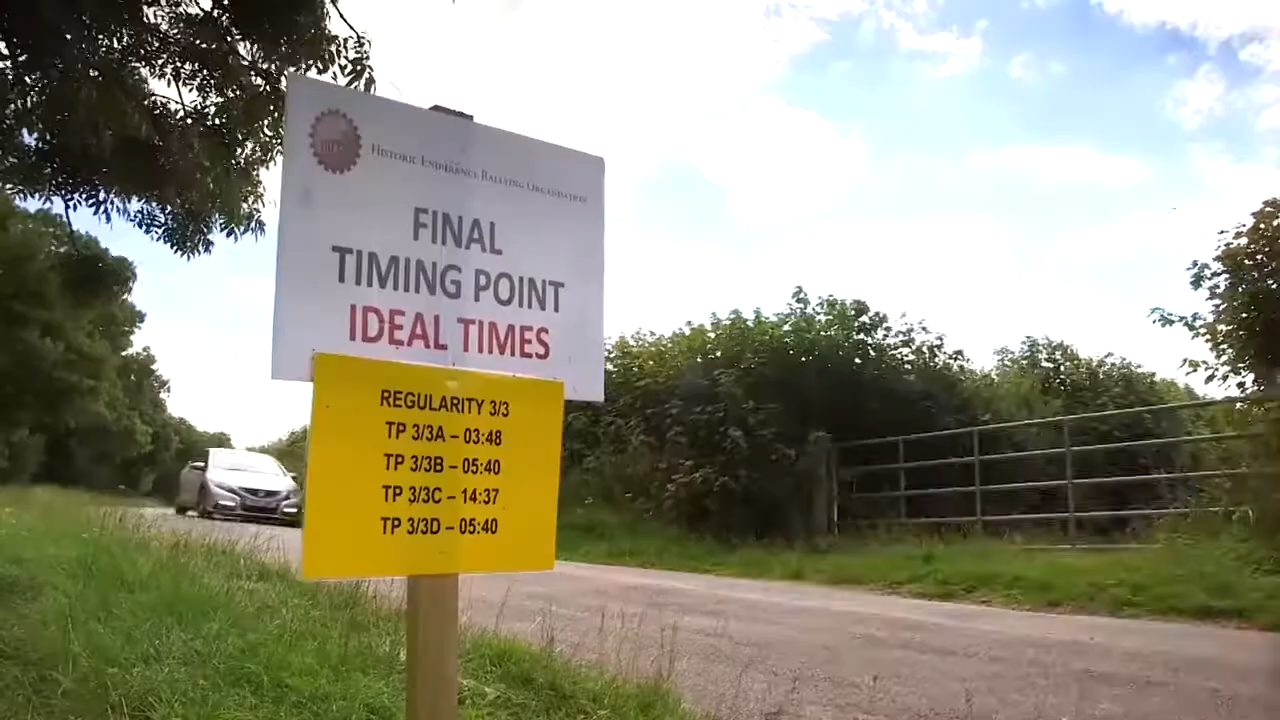 HERO
HISTORIC ENDURANCE RALLYING ORGANISATION
FINAL
TIMING POINT
IDEAL TIMES
REGULARITY 3/3
TP 3/3A – 03:48
TP 3/3B – 05:40
TP 3/3C – 14:37
TP 3/3D – 05:40